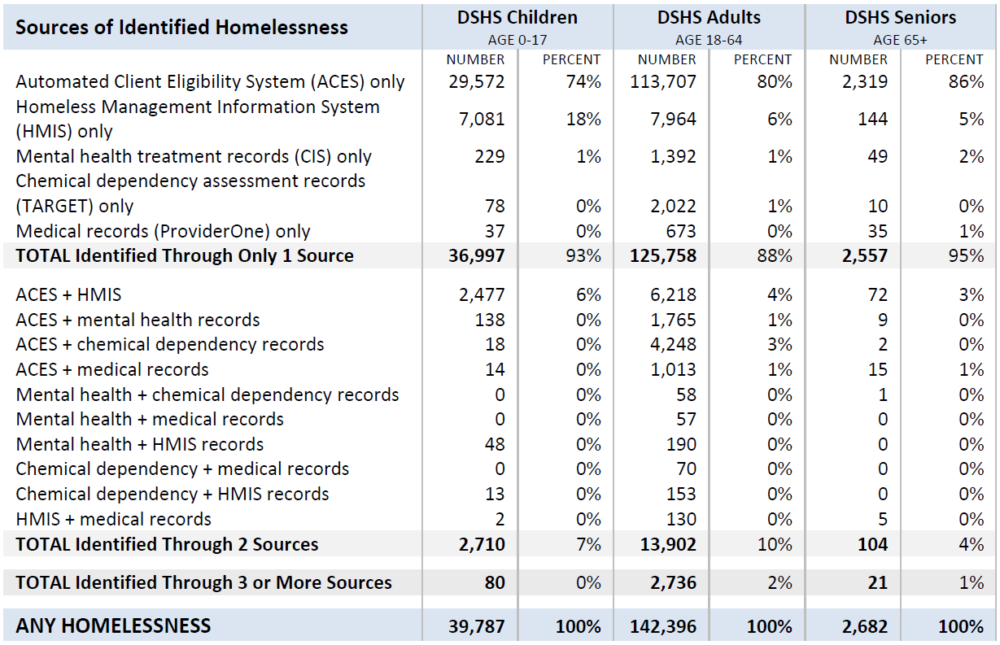 Sources of Identified Homelessness DSHS Children DSHS Adults DSHS Seniors
AGE 0-17 AGE 18-64 AGE 65+
NUMBER PERCENT NUMBER PERCENT NUMBER PERCENT
Automated Client Eligibility System (ACES) only 29,572 74% 113,707 80% 2,319 86%
Homeless Management Information System
(HMIS) only 7,081 18% 7,964 6% 144 5%
Mental health treatment records (CIS) only 229 1% 1,392 1% 49 2%
Chemical dependency assessment records
(TARGET) only 78 0% 2,022 1% 10 0%
Medical records (ProviderOne) only 37 0% 673 0% 35 1%
TOTAL Identified Through Only 1 Source 36,997 93% 125,758 88% 2,557 95%
ACES + HMIS 2,477 6% 6,218 4% 72 3%
ACES + mental health records 138 0% 1,765 1% 9 0%
ACES + chemical dependency records 18 0% 4,248 3% 2 0%
ACES + medical records 14 0% 1,013 1% 15 1%
Mental health + chemical dependency records 0 0% 58 0% 1 0%
Mental health + medical records 0 0% 57 0% 0 0%
Mental health + HMIS records 48 0% 190 0% 0 0%
Chemical dependency + medical records 0 0% 70 0% 0 0%
Chemical dependency + HMIS records 13 0% 153 0% 0 0%
HMIS + medical records 2 0% 130 0% 5 0%
TOTAL Identified Through 2 Sources 2,710 7% 13,902 10% 104 4%
TOTAL Identified Through 3 or More Sources 80 0% 2,736 2% 21 1%
ANY HOMELESSNESS 39,787 100% 142,396 100% 2,682 100%